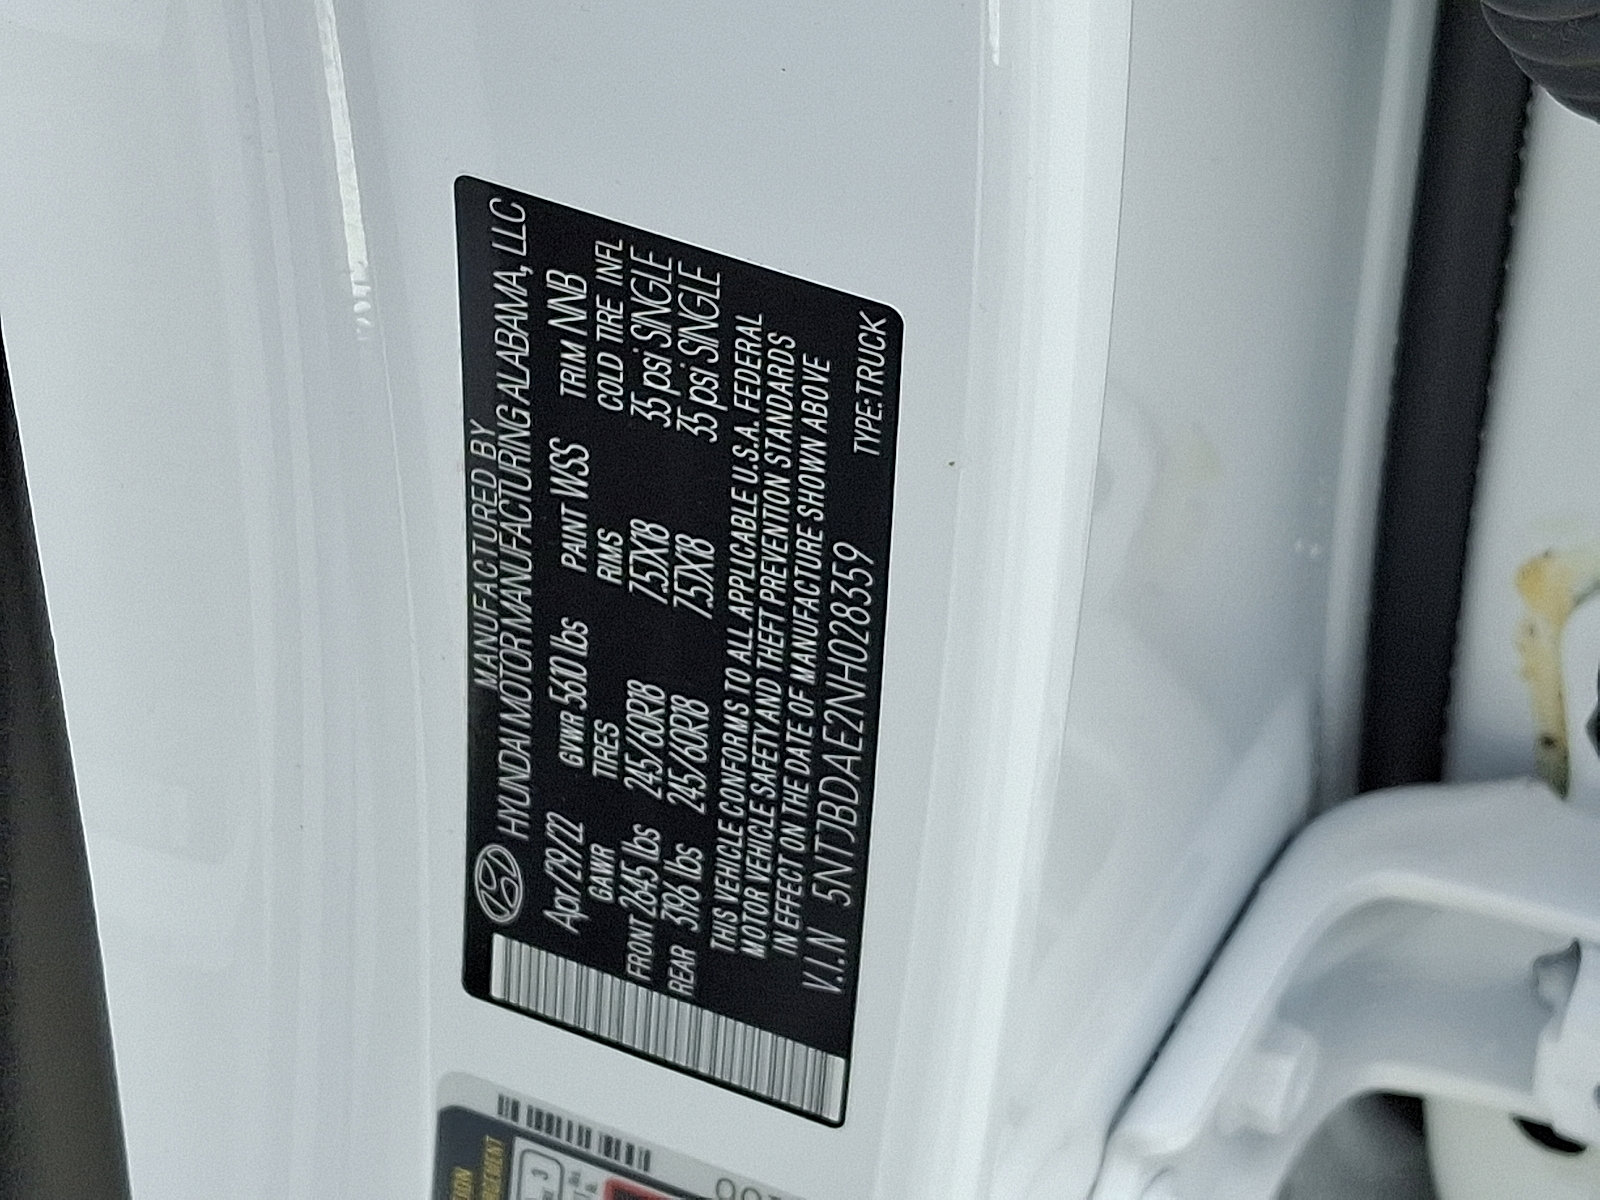 MANUFACTURED BY
HYUNDAI MOTOR MANUFACTURING ALABAMA, LLC
Apr/29/22 GVWR 5610 lbs PAINT WSS TRIM NNB
GAWR TIRES RIMS COLD TIRE INFL
FRONT 2645 lbs 245/60R18 7.5JX18 35 psi SINGLE
REAR 3196 lbs 245/60R18 7.5JX18 35 psi SINGLE
THIS VEHICLE CONFORMS TO ALL APPLICABLE U.S.A. FEDERAL
MOTOR VEHICLE SAFETY AND THEFT PREVENTION STANDARDS
IN EFFECT ON THE DATE OF MANUFACTURE SHOWN ABOVE
V.I.N 5NTJBDAE2NH028359 TYPE:TRUCK